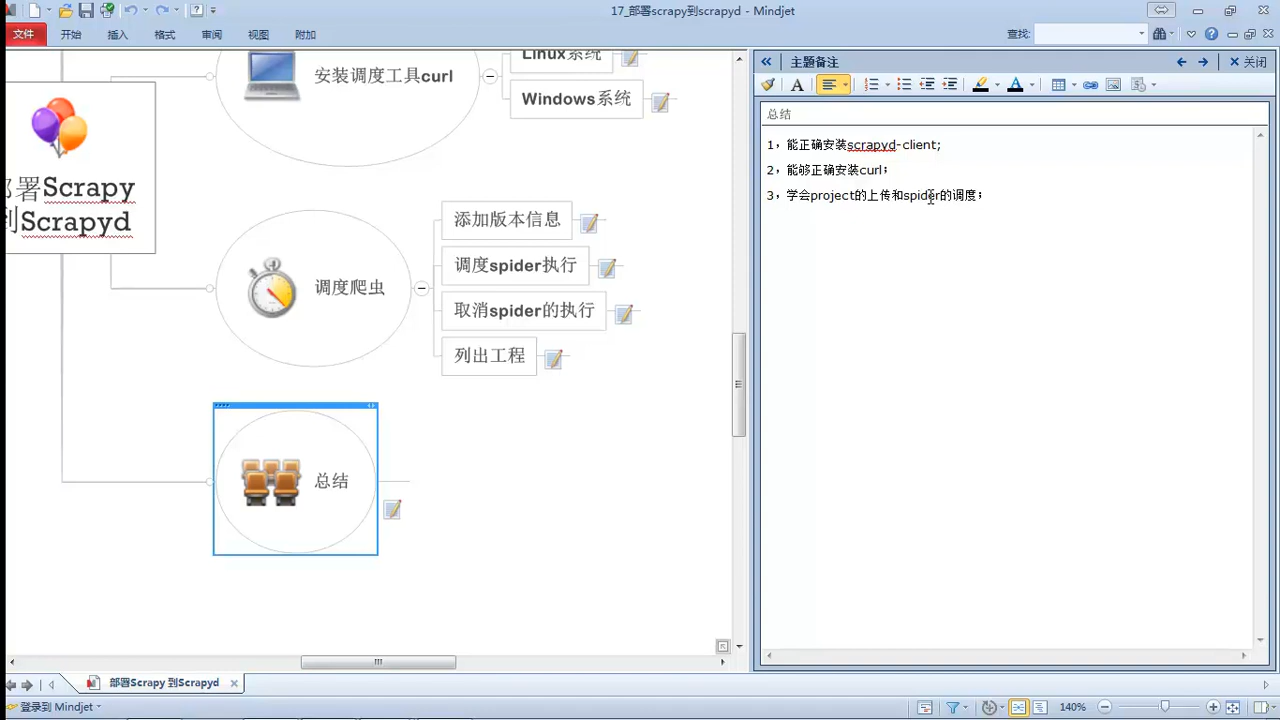 17_部署scrapy到scrapyd - Mindjet
文件 开始 插入 格式 审阅 视图 附加 查找:
安装调度工具curl
Linux系统
Windows系统
部署Scrapy
到Scrapyd
调度爬虫
添加版本信息
调度spider执行
取消spider的执行
列出工程
总结
主题备注 关闭
总结
1，能正确安装scrapyd-client;
2，能够正确安装curl；
3，学会project的上传和spider的调度；
部署Scrapy 到Scrapyd
登录到 Mindjet
140%